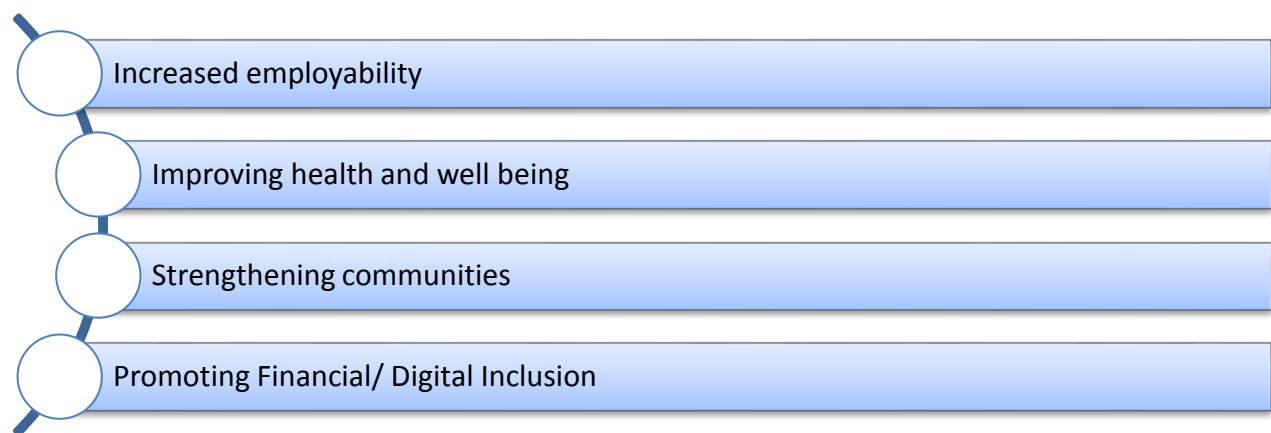 Increased employability
Improving health and well being
Strengthening communities
Promoting Financial/ Digital Inclusion